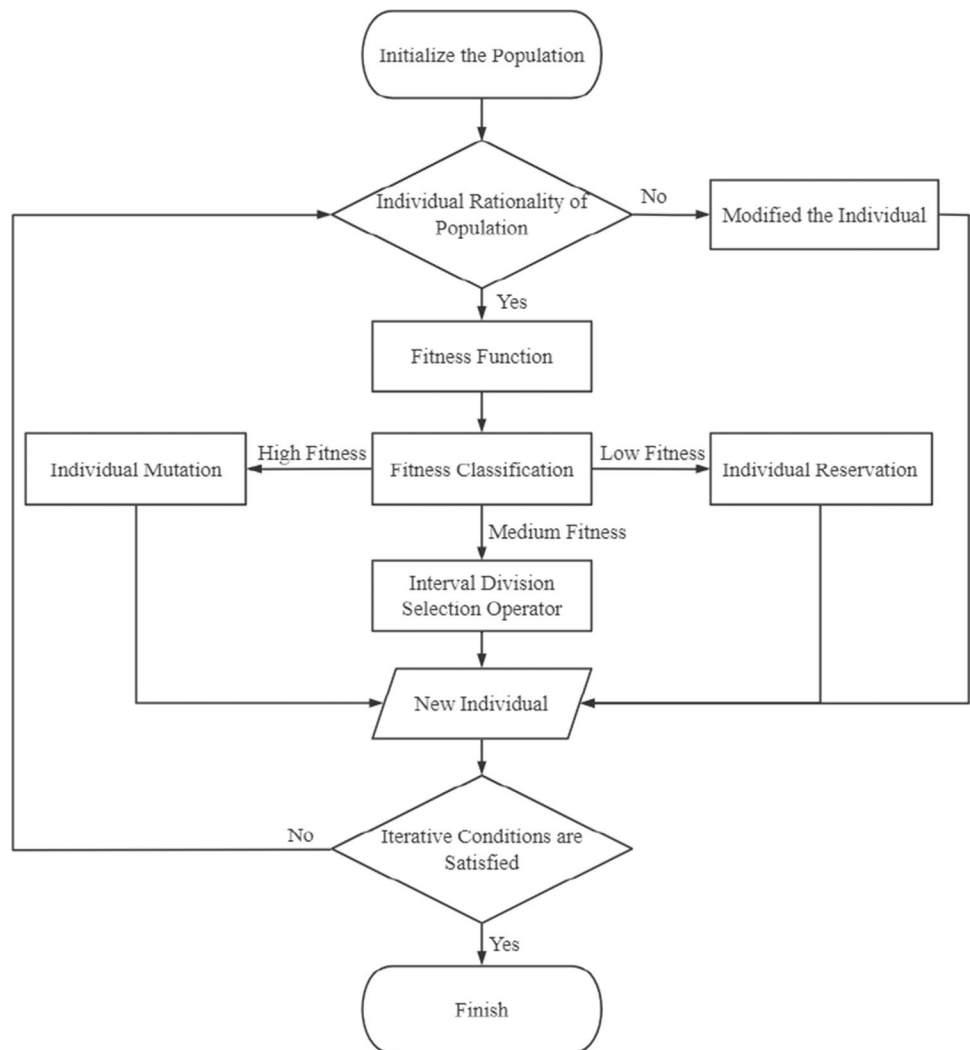 Initialize the Population
Individual Rationality of
Population
No
Modified the Individual
Yes
Fitness Function
High Fitness
Low Fitness
Individual Mutation
Fitness Classification
Individual Reservation
Medium Fitness
Interval Division
Selection Operator
New Individual
No
Iterative Conditions are
Satisfied
Yes
Finish